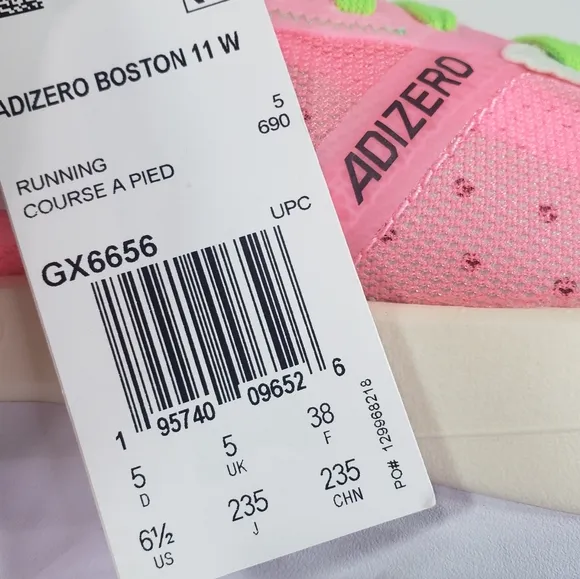 ADIZERO BOSTON 11 W
5
690
RUNNING
COURSE A PIED
UPC
GX6656
1 95740 09652 6
5 5 38
D UK F
6½ 235 235
US J CHN
PO# 129968218
ADIZERO